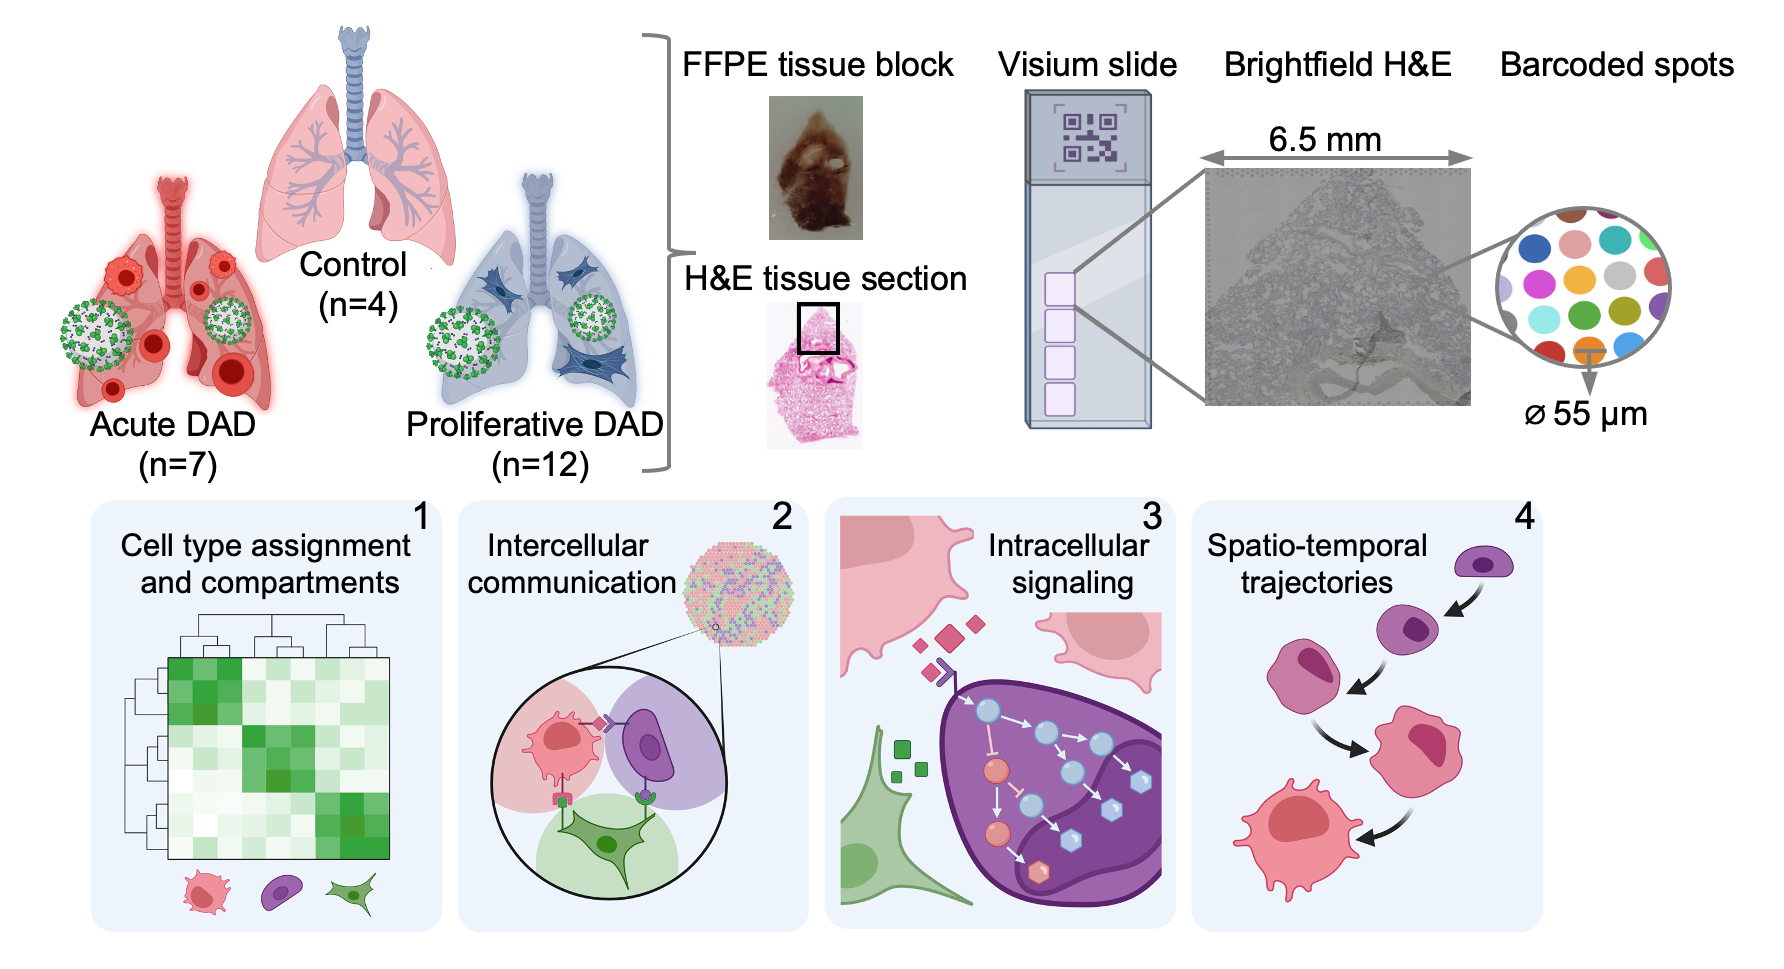 Control
(n=4)
Acute DAD
(n=7)
Proliferative DAD
(n=12)
FFPE tissue block
H&E tissue section
Visium slide
Brightfield H&E
6.5 mm
Barcoded spots
⌀ 55 µm
1
Cell type assignment
and compartments
2
Intercellular
communication
3
Intracellular
signaling
4
Spatio-temporal
trajectories